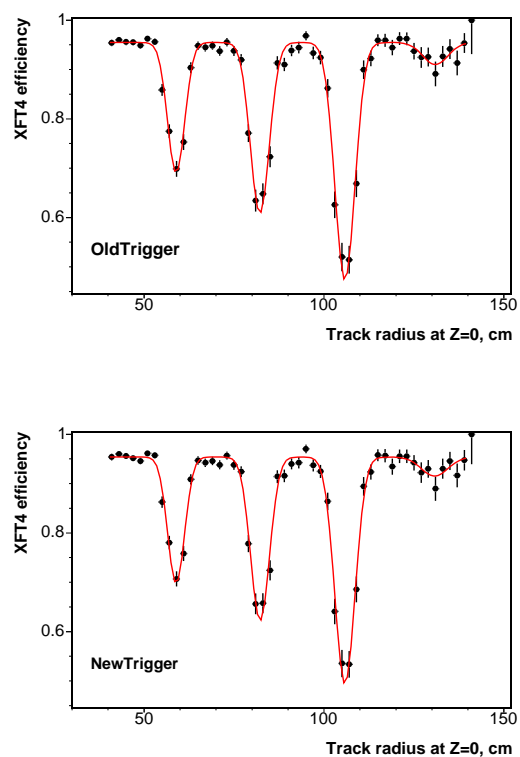 1
0.8
0.6
XFT4 efficiency
OldTrigger
50
100
150
Track radius at Z=0, cm
1
0.8
0.6
XFT4 efficiency
NewTrigger
50
100
150
Track radius at Z=0, cm